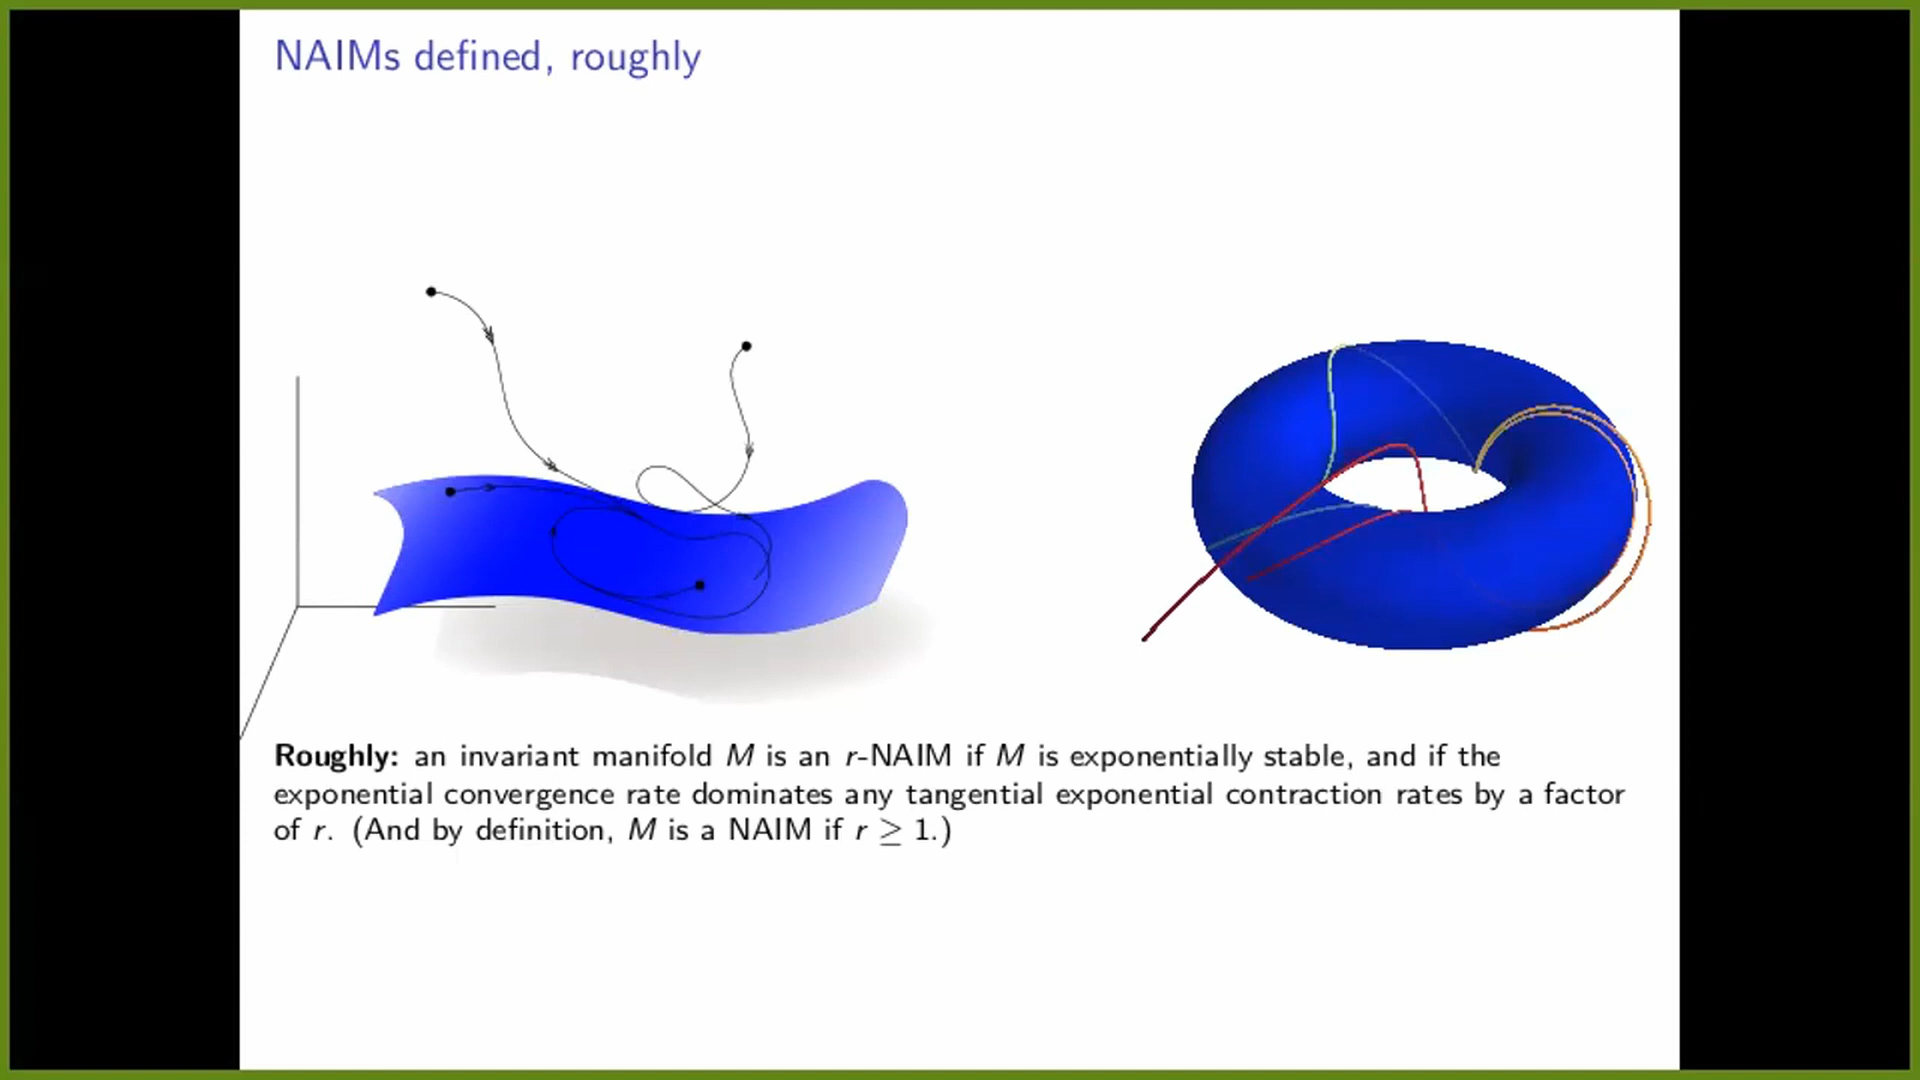 NAIMs defined, roughly
Roughly: an invariant manifold M is an r-NAIM if M is exponentially stable, and if the
exponential convergence rate dominates any tangential exponential contraction rates by a factor
of r. (And by definition, M is a NAIM if r ≥ 1.)